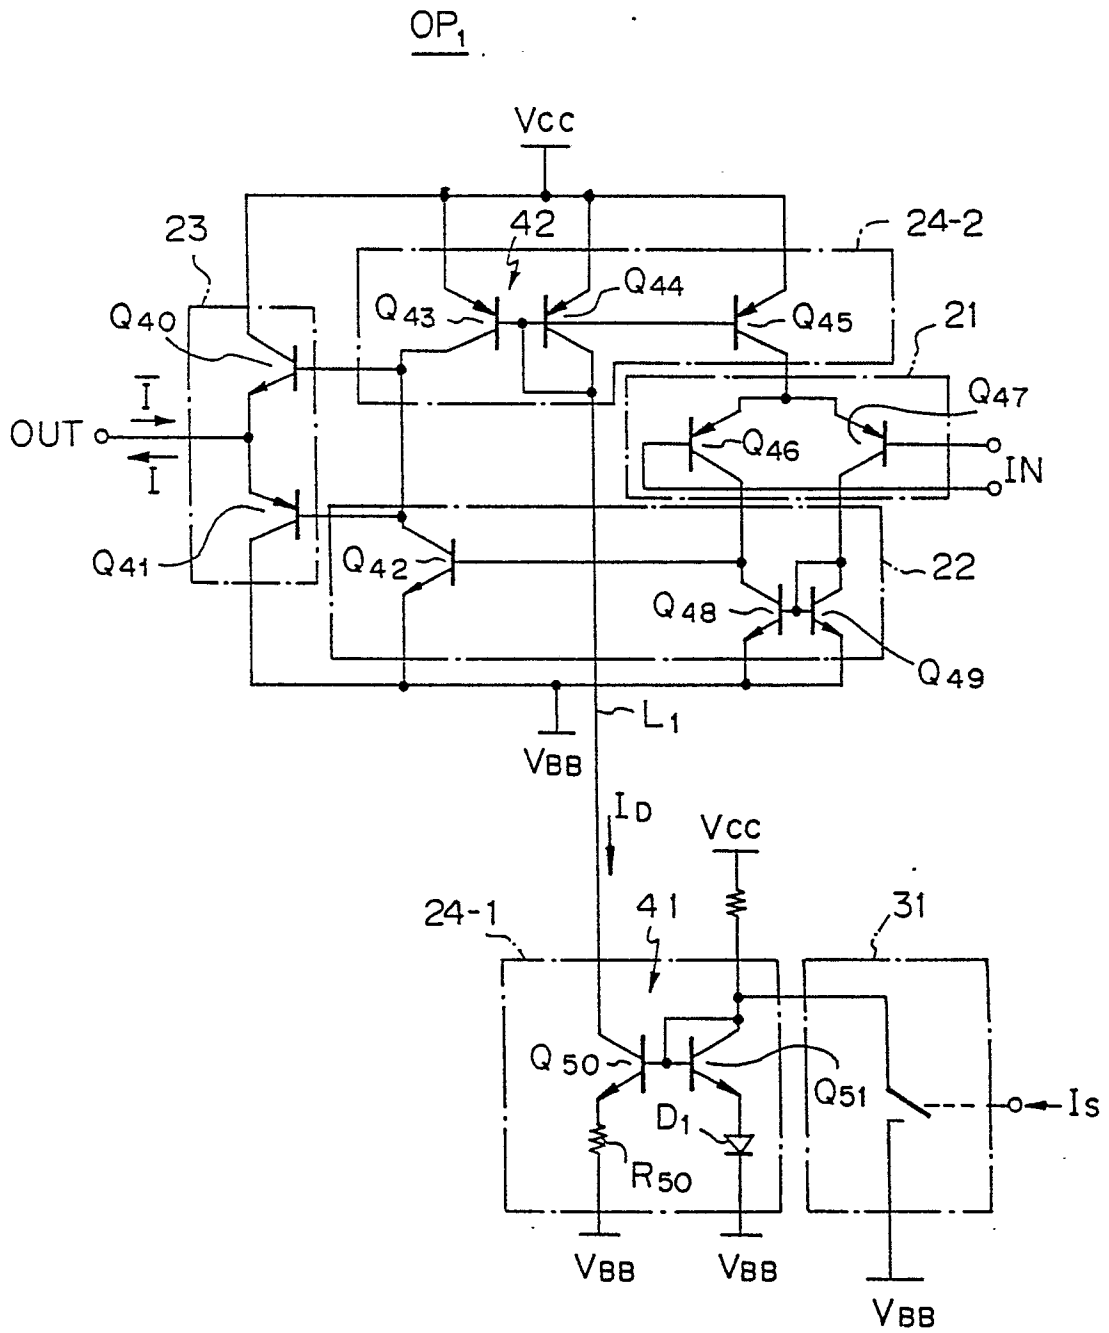 OP1
Vcc
23
42
24-2
Q40
Q43
Q44
Q45
21
I
Q47
OUT
Q46
IN
I
Q41
Q42
22
Q48
Q49
L1
VBB
ID
Vcc
24-1
41
31
Q50
Q51
Is
D1
R50
VBB
VBB
VBB